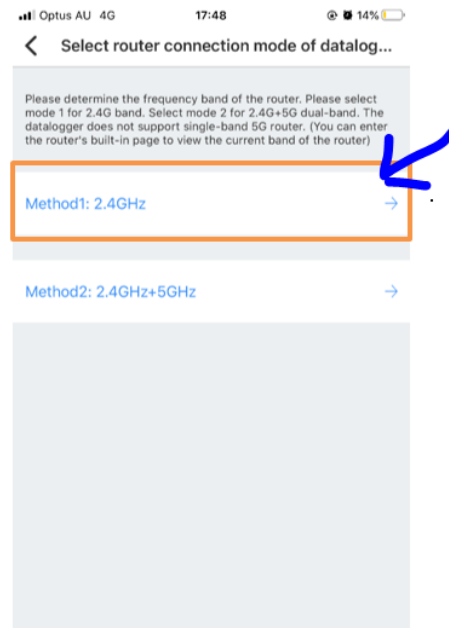 Optus AU 4G 17:48 14%
Select router connection mode of datalog...
Please determine the frequency band of the router. Please select
mode 1 for 2.4G band. Select mode 2 for 2.4G+5G dual-band. The
datalogger does not support single-band 5G router. (You can enter
the router's built-in page to view the current band of the router)
Method1: 2.4GHz
Method2: 2.4GHz+5GHz